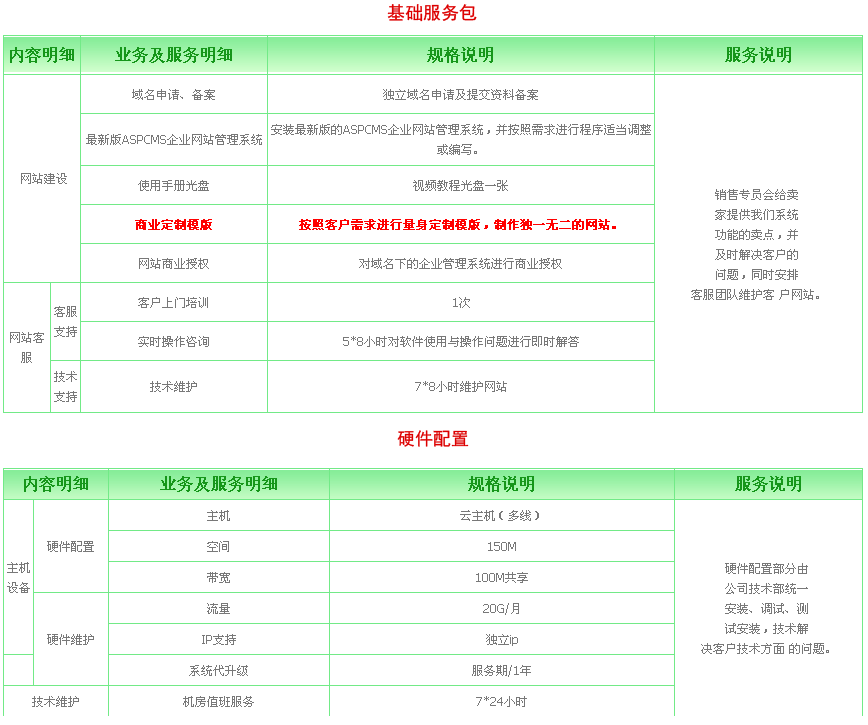 基础服务包
内容明细 业务及服务明细 规格说明 服务说明
网站建设
域名申请、备案 独立域名申请及提交资料备案
最新版ASPCMS企业网站管理系统 安装最新版的ASPCMS企业网站管理系统，并按照需求进行程序适当调整
或编写。
使用手册光盘 视频教程光盘一张
商业定制模版 按照客户需求进行量身定制模版，制作独一无二的网站。
网站商业授权 对域名下的企业管理系统进行商业授权
网站客
服
客服
支持
客户上门培训 1次
实时操作咨询 5*8小时对软件使用与操作问题进行即时解答
技术
支持
技术维护 7*8小时维护网站
销售专员会给卖
家提供我们系统
功能的卖点，并
及时解决客户的
问题，同时安排
客服团队维护客 户网站。
硬件配置
内容明细 业务及服务明细 规格说明 服务说明
主机
设备
硬件配置
主机 云主机（多线）
空间 150M
带宽 100M共享
硬件维护
流量 20G/月
IP支持 独立ip
系统代升级 服务期/1年
技术维护 机房值班服务 7*24小时
硬件配置部分由
公司技术部统一
安装、调试、测
试安装，技术解
决客户技术方面 的问题。